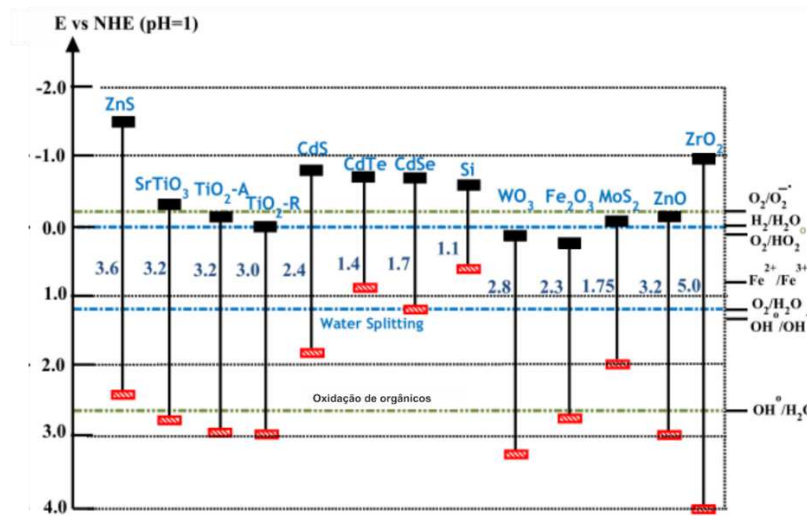 E vs NHE (pH=1)
-2.0
-1.0
0.0
1.0
2.0
3.0
4.0
ZnS
SrTiO3
TiO2-A
TiO2-R
CdS
CdTe
CdSe
Si
WO3
Fe2O3
MoS2
ZnO
ZrO2
3.6
3.2
3.2
3.0
2.4
1.4
1.7
1.1
2.8
2.3
1.75
3.2
5.0
Water Splitting
Oxidação de orgânicos
O2/O2−•
H2/H2O
O2/HO2o
Fe2+/Fe3+
O2/H2O
OHo/OH
OHo/H2O